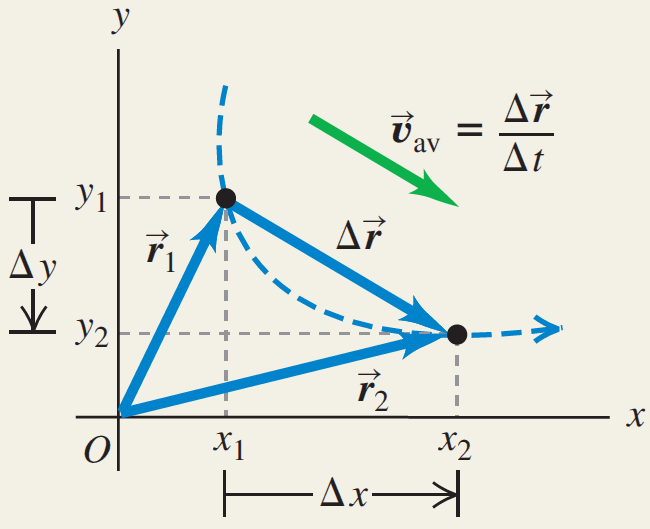 y
v⃗av = Δr⃗/Δt
y₁
Δr⃗
r⃗₁
Δy
y₂
r⃗₂
x
O
x₁
x₂
Δx